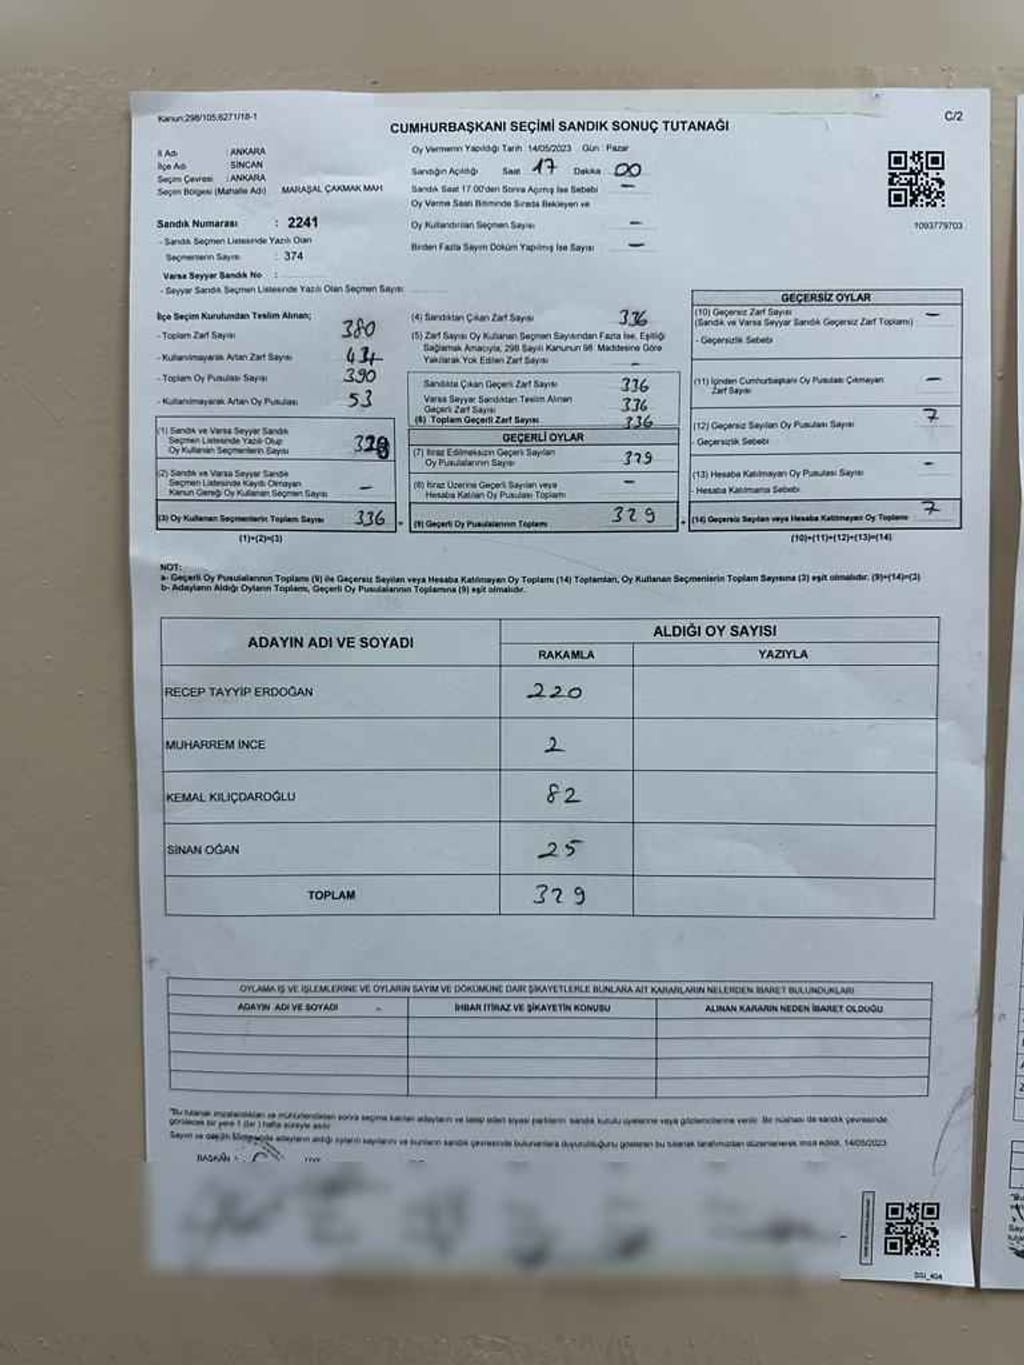 Kanun:298/105,6271/18-1
CUMHURBAŞKANI SEÇİMİ SANDIK SONUÇ TUTANAĞI
C/2
İl Adı : ANKARA
İlçe Adı : SİNCAN
Seçim Çevresi : ANKARA
Seçim Bölgesi (Mahalle Adı) MARAŞAL ÇAKMAK MAH
Oy Vermenin Yapıldığı Tarih : 14/05/2023 Gün : Pazar
Sandığın Açıldığı Saat 17 Dakika 00
Sandık Saat 17.00'den Sonra Açılmış İse Sebebi —
Oy Verme Saati Bitiminde Sırada Bekleyen ve
Oy Kullandırılan Seçmen Sayısı —
Birden Fazla Sayım Döküm Yapılmış İse Sayısı —
1093779703
Sandık Numarası : 2241
- Sandık Seçmen Listesinde Yazılı Olan
Seçmenlerin Sayısı : 374
Varsa Seyyar Sandık No :
- Seyyar Sandık Seçmen Listesinde Yazılı Olan Seçmen Sayısı
İlçe Seçim Kurulundan Teslim Alınan;
- Toplam Zarf Sayısı 380
- Kullanılmayarak Artan Zarf Sayısı
- Toplam Oy Pusulası Sayısı 390
- Kullanılmayarak Artan Oy Pusulası 53
(1) Sandık ve Varsa Seyyar Sandık
Seçmen Listesinde Yazılı Olup
Oy Kullanan Seçmenlerin Sayısı
(2) Sandık ve Varsa Seyyar Sandık
Seçmen Listesinde Kaydı Olmayan
Kanun Gereği Oy Kullanan Seçmen Sayısı —
(3) Oy Kullanan Seçmenlerin Toplam Sayısı 336
(1)+(2)=(3)
(4) Sandıktan Çıkan Zarf Sayısı 336
(5) Zarf Sayısı Oy Kullanan Seçmen Sayısından Fazla İse, Eşitliği
Sağlamak Amacıyla, 298 Sayılı Kanunun 98. Maddesine Göre
Yakılarak Yok Edilen Zarf Sayısı —
Sandıkta Çıkan Geçerli Zarf Sayısı 336
Varsa Seyyar Sandıktan Teslim Alınan
Geçerli Zarf Sayısı 336
(6) Toplam Geçerli Zarf Sayısı 336
GEÇERLİ OYLAR
(7) İtiraz Edilmeksizin Geçerli Sayılan
Oy Pusulalarının Sayısı 329
(8) İtiraz Üzerine Geçerli Sayılan veya
Hesaba Katılan Oy Pusulası Toplamı —
(9) Geçerli Oy Pusulalarının Toplamı 329
GEÇERSİZ OYLAR
(10) Geçersiz Zarf Sayısı —
(Sandık ve Varsa Seyyar Sandık Geçersiz Zarf Toplamı)
- Geçersizlik Sebebi
(11) İçinden Cumhurbaşkanı Oy Pusulası Çıkmayan
Zarf Sayısı —
(12) Geçersiz Sayılan Oy Pusulası Sayısı 7
- Geçersizlik Sebebi
(13) Hesaba Katılmayan Oy Pusulası Sayısı —
- Hesaba Katılmama Sebebi
(14) Geçersiz Sayılan veya Hesaba Katılmayan Oy Toplamı 7
(10)+(11)+(12)+(13)=(14)
NOT:
a- Geçerli Oy Pusulalarının Toplamı (9) ile Geçersiz Sayılan veya Hesaba Katılmayan Oy Toplamı (14) Toplamları, Oy Kullanan Seçmenlerin Toplam Sayısına (3) eşit olmalıdır. (9)+(14)=(3)
b- Adayların Aldığı Oyların Toplamı, Geçerli Oy Pusulalarının Toplamına (9) eşit olmalıdır.
ADAYIN ADI VE SOYADI
ALDIĞI OY SAYISI
RAKAMLA YAZIYLA
RECEP TAYYİP ERDOĞAN 220
MUHARREM İNCE 2
KEMAL KILIÇDAROĞLU 82
SİNAN OĞAN 25
TOPLAM 329
OYLAMA İŞ VE İŞLEMLERİNE VE OYLARIN SAYIM VE DÖKÜMÜNE DAİR ŞİKAYETLERLE BUNLARA AİT KARARLARIN NELERDEN İBARET BULUNDUKLARI
ADAYIN ADI VE SOYADI İHBAR İTİRAZ VE ŞİKAYETİN KONUSU ALINAN KARARIN NEDEN İBARET OLDUĞU
"Bu tutanak imzalandıktan ve mühürlendikten sonra seçime katılan adayların ve talep eden siyasi partilerin sandık kurulu üyelerine veya gözlemcilerine verilir. Bir nüshası da sandık çevresinde
görülecek bir yere 1 (bir) hafta süreyle asılır.
adayların aldığı oyların sayılarını ve bunların sandık çevresinde bulunanlara duyurulduğunu gösteren bu tutanak tarafımızdan düzenlenerek imza edildi. 14/05/2023
BAŞKAN